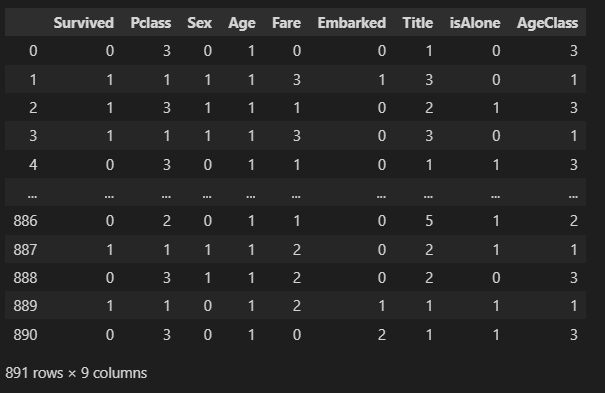 Survived Pclass Sex Age Fare Embarked Title isAlone AgeClass
0 0 3 0 1 0 0 1 0 3
1 1 1 1 1 3 1 3 0 1
2 1 3 1 1 1 0 2 1 3
3 1 1 1 1 3 0 3 0 1
4 0 3 0 1 1 0 1 1 3
... ... ... ... ... ... ... ... ... ...
886 0 2 0 1 1 0 5 1 2
887 1 1 1 1 2 0 2 1 1
888 0 3 1 1 2 0 2 0 3
889 1 1 0 1 2 1 1 1 1
890 0 3 0 1 0 2 1 1 3
891 rows × 9 columns